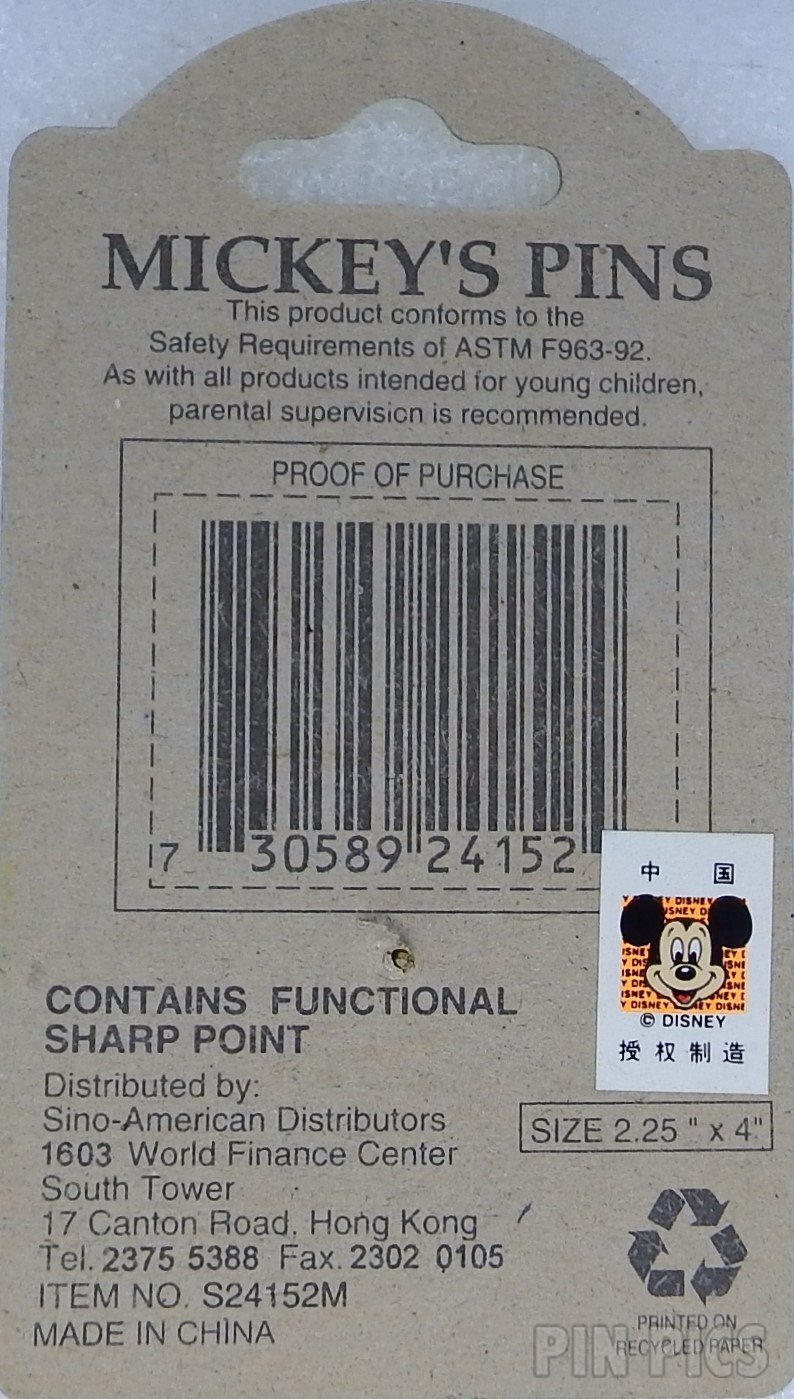 MICKEY'S PINS
This product conforms to the
Safety Requirements of ASTM F963-92.
As with all products intended for young children,
parental supervision is recommended.
PROOF OF PURCHASE
7 30589 24152
中 国
DISNEY
© DISNEY
授权制造
CONTAINS FUNCTIONAL
SHARP POINT
Distributed by:
Sino-American Distributors
1603 World Finance Center
South Tower
17 Canton Road, Hong Kong
Tel. 2375 5388 Fax. 2302 0105
ITEM NO. S24152M
MADE IN CHINA
SIZE 2.25 " x 4"
PRINTED ON
RECYCLED PAPER
PIN PICS